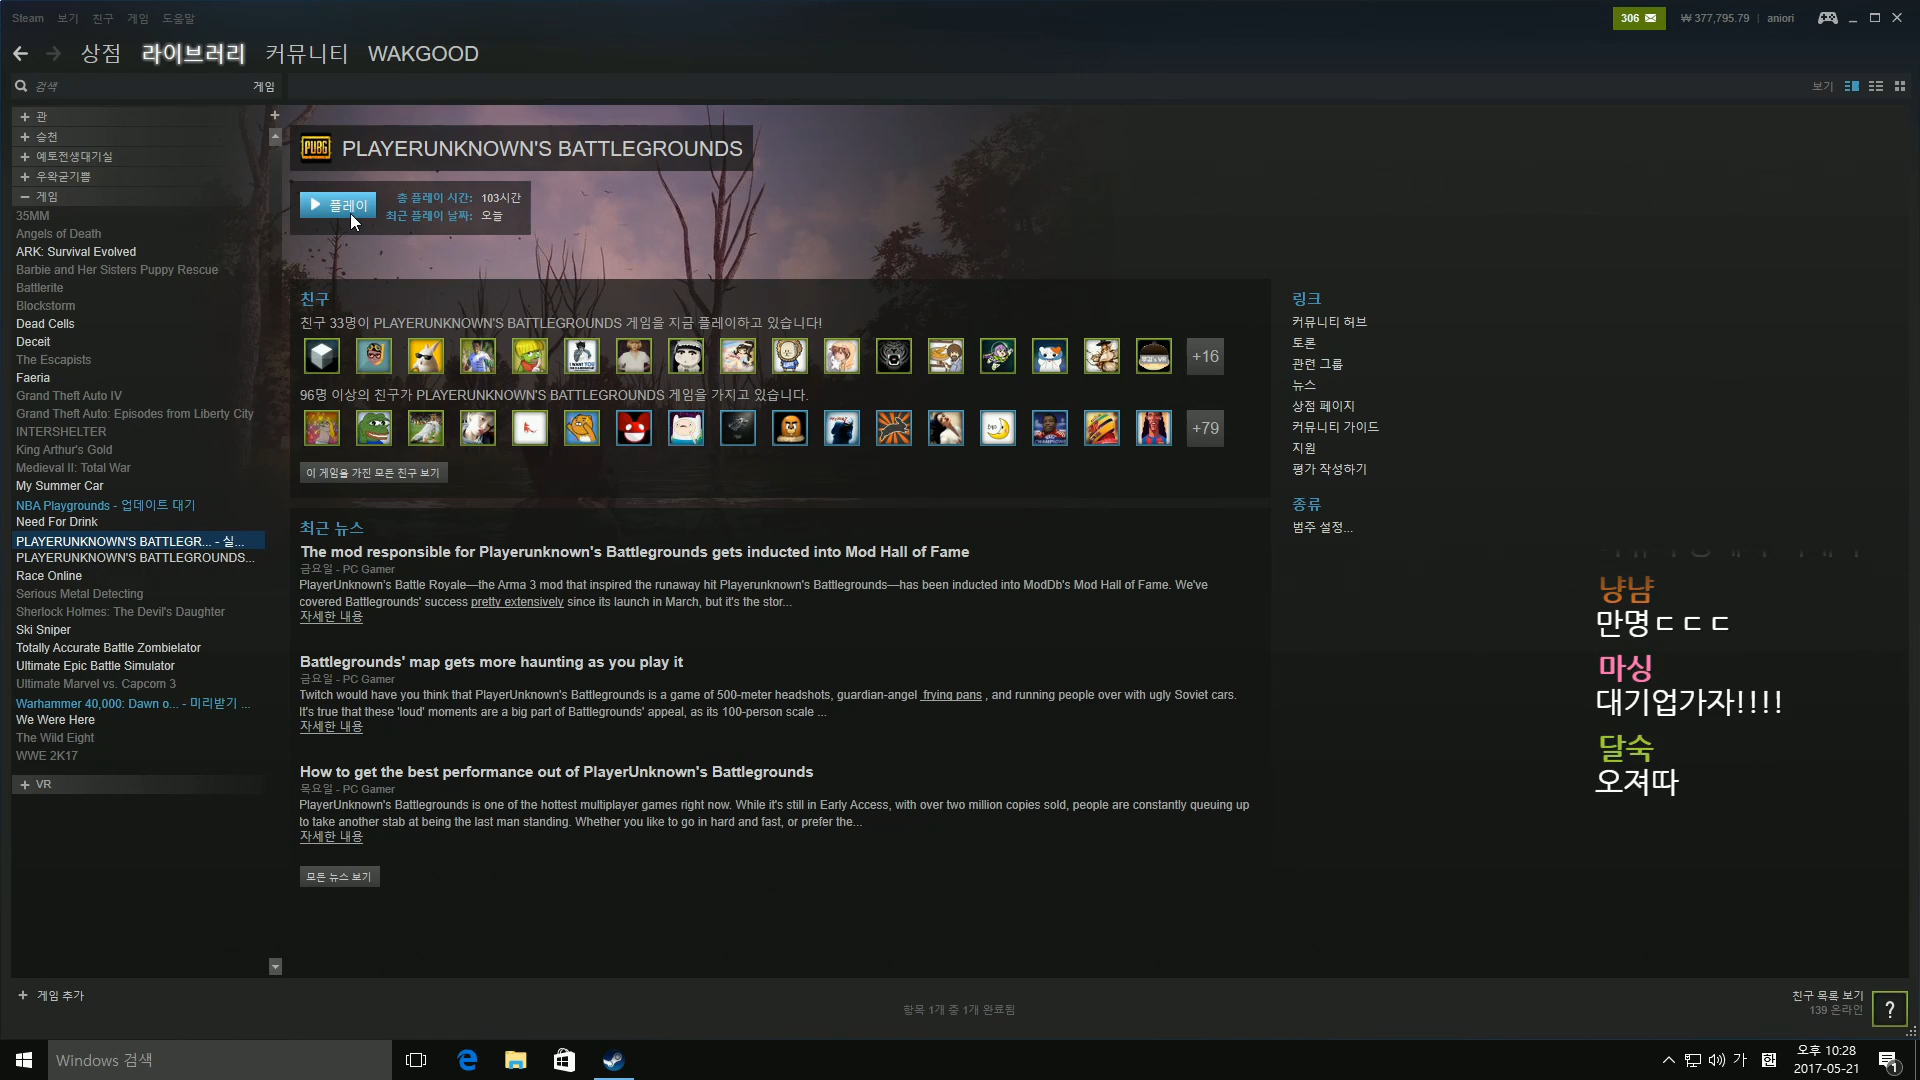 Steam 보기 친구 게임 도움말
306 ₩ 377,795.79 | aniori
상점 라이브러리 커뮤니티 WAKGOOD
검색 게임 보기
+ 관
+ 승천
+ 예토전생대기실
+ 우왁굳기쁨
− 게임
35MM
Angels of Death
ARK: Survival Evolved
Barbie and Her Sisters Puppy Rescue
Battlerite
Blockstorm
Dead Cells
Deceit
The Escapists
Faeria
Grand Theft Auto IV
Grand Theft Auto: Episodes from Liberty City
INTERSHELTER
King Arthur's Gold
Medieval II: Total War
My Summer Car
NBA Playgrounds - 업데이트 대기
Need For Drink
PLAYERUNKNOWN'S BATTLEGR... - 실...
PLAYERUNKNOWN'S BATTLEGROUNDS...
Race Online
Serious Metal Detecting
Sherlock Holmes: The Devil's Daughter
Ski Sniper
Totally Accurate Battle Zombielator
Ultimate Epic Battle Simulator
Ultimate Marvel vs. Capcom 3
Warhammer 40,000: Dawn o... - 미리받기 ...
We Were Here
The Wild Eight
WWE 2K17
+ VR
PUBG PLAYERUNKNOWN'S BATTLEGROUNDS
플레이
총 플레이 시간: 103시간
최근 플레이 날짜: 오늘
친구
친구 33명이 PLAYERUNKNOWN'S BATTLEGROUNDS 게임을 지금 플레이하고 있습니다!
+16
96명 이상의 친구가 PLAYERUNKNOWN'S BATTLEGROUNDS 게임을 가지고 있습니다.
+79
이 게임을 가진 모든 친구 보기
최근 뉴스
The mod responsible for Playerunknown's Battlegrounds gets inducted into Mod Hall of Fame
금요일 - PC Gamer
PlayerUnknown's Battle Royale—the Arma 3 mod that inspired the runaway hit Playerunknown's Battlegrounds—has been inducted into ModDb's Mod Hall of Fame. We've
covered Battlegrounds' success pretty extensively since its launch in March, but it's the stor...
자세한 내용
Battlegrounds' map gets more haunting as you play it
금요일 - PC Gamer
Twitch would have you think that PlayerUnknown's Battlegrounds is a game of 500-meter headshots, guardian-angel frying pans , and running people over with ugly Soviet cars.
It's true that these 'loud' moments are a big part of Battlegrounds' appeal, as its 100-person scale ...
자세한 내용
How to get the best performance out of PlayerUnknown's Battlegrounds
목요일 - PC Gamer
PlayerUnknown's Battlegrounds is one of the hottest multiplayer games right now. While it's still in Early Access, with over two million copies sold, people are constantly queuing up
to take another stab at being the last man standing. Whether you like to go in hard and fast, or prefer the...
자세한 내용
모든 뉴스 보기
링크
커뮤니티 허브
토론
관련 그룹
뉴스
상점 페이지
커뮤니티 가이드
지원
평가 작성하기
종류
범주 설정...
냥냠
만명ㄷㄷㄷ
마싱
대기업가자!!!!
달숙
오져따
+ 게임 추가
항목 1개 중 1개 완료됨
친구 목록 보기
139 온라인
?
Windows 검색
가 한
오후 10:28
2017-05-21
1